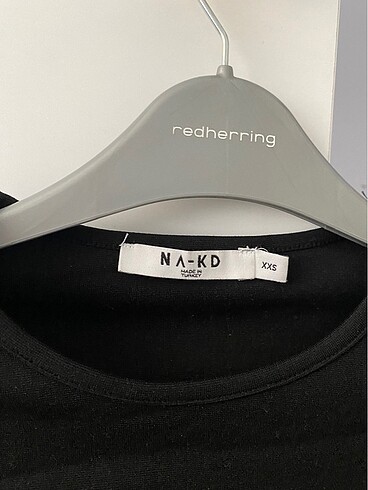 redherring
NA-KD
MADE IN
TURKEY
XXS